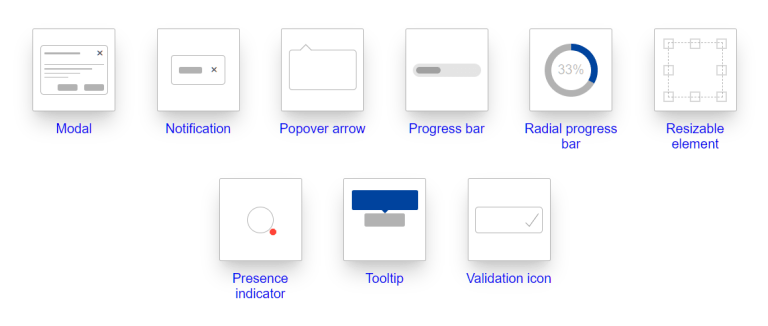 33%
Modal
Notification
Popover arrow
Progress bar
Radial progress
bar
Resizable
element
Presence
indicator
Tooltip
Validation icon